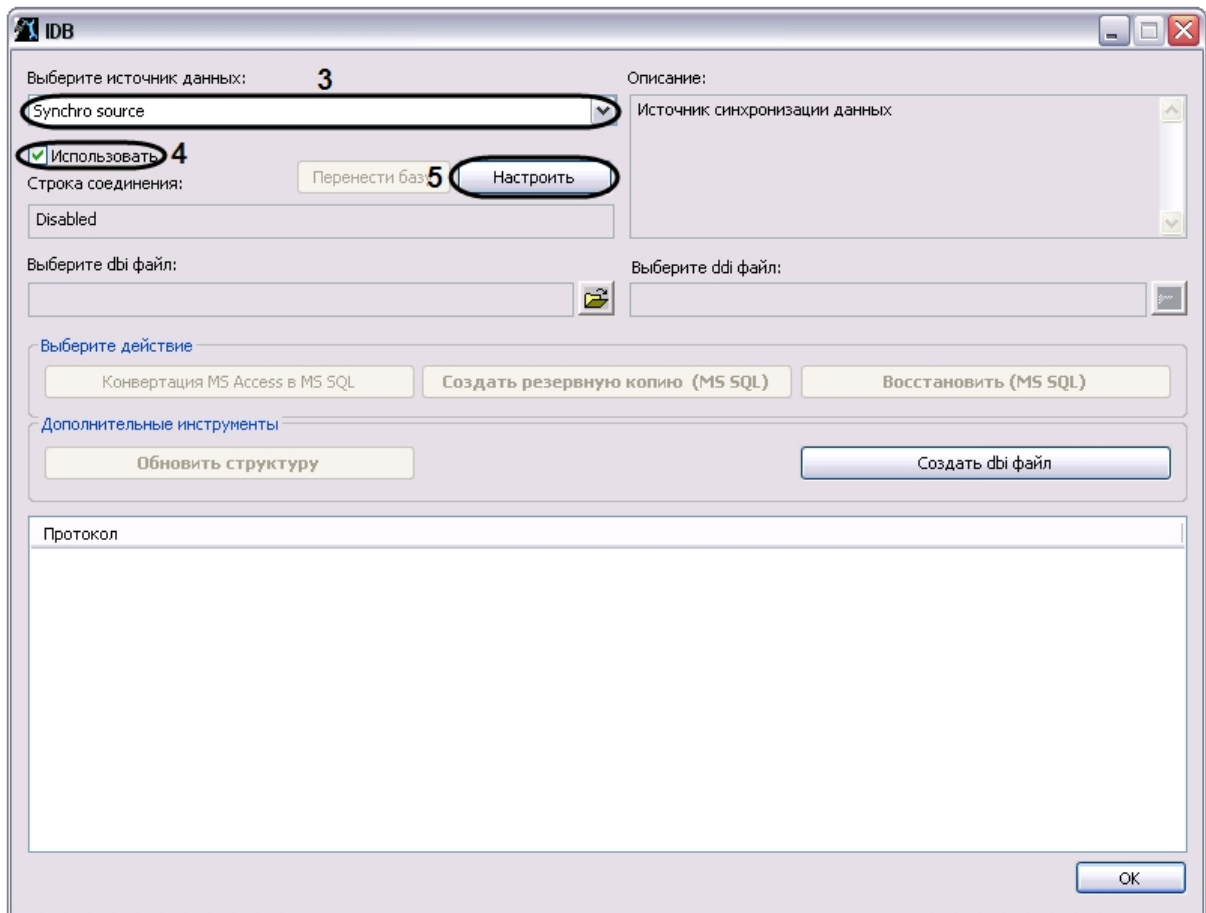 IDB
Выберите источник данных:
3
Описание:
Synchro source
Источник синхронизации данных
Использовать
4
Строка соединения:
Перенести базу
5
Настроить
Disabled
Выберите dbi файл:
Выберите ddi файл:
Выберите действие
Конвертация MS Access в MS SQL
Создать резервную копию (MS SQL)
Восстановить (MS SQL)
Дополнительные инструменты
Обновить структуру
Создать dbi файл
Протокол
OK